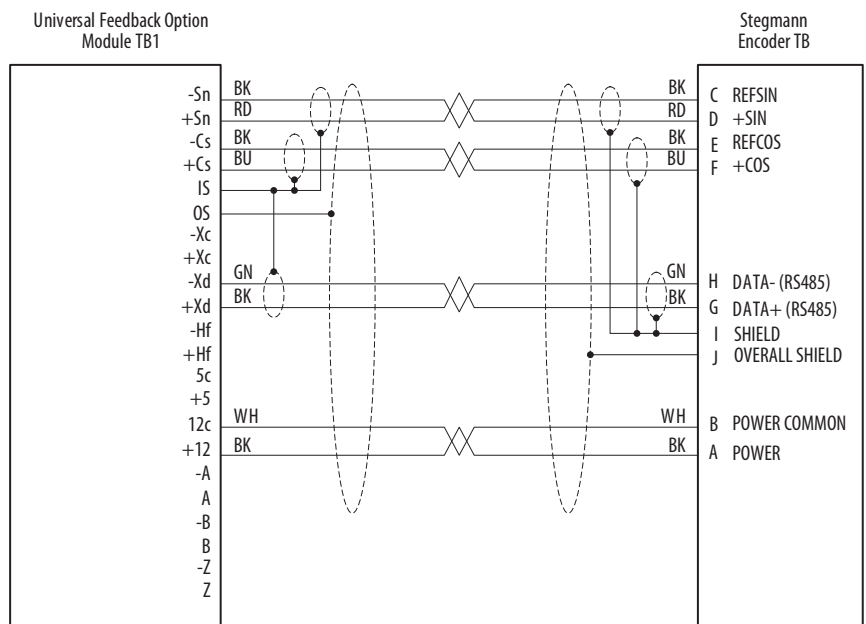 Universal Feedback Option
Module TB1
Stegmann
Encoder TB
-Sn BK BK C REFSIN
+Sn RD RD D +SIN
-Cs BK BK E REFCOS
+Cs BU BU F +COS
IS
OS
-Xc
+Xc
-Xd GN GN H DATA- (RS485)
+Xd BK BK G DATA+ (RS485)
-Hf I SHIELD
+Hf J OVERALL SHIELD
5c
+5
12c WH WH B POWER COMMON
+12 BK BK A POWER
-A
A
-B
B
-Z
Z